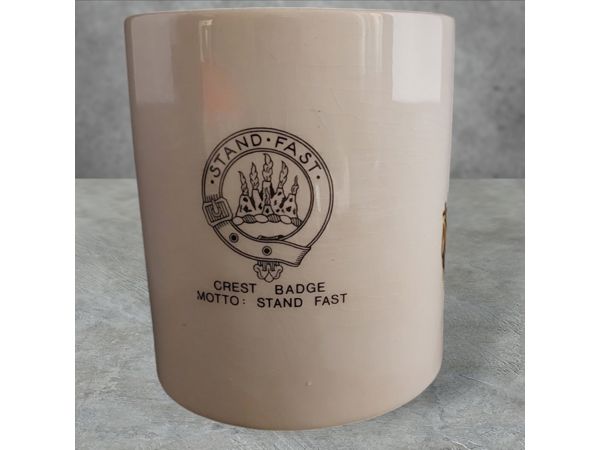 · STAND · FAST ·
CREST BADGE
MOTTO: STAND FAST